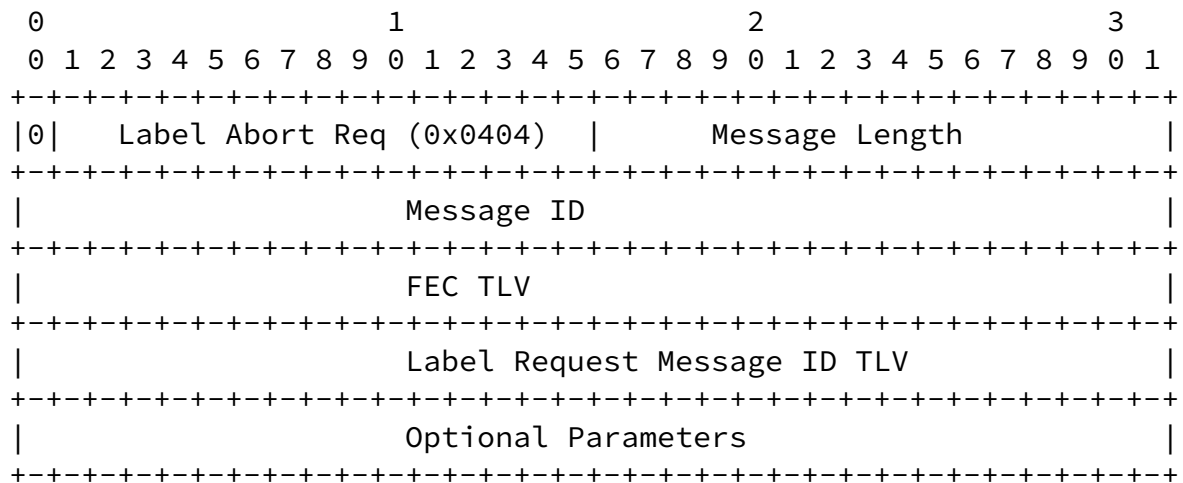 0                   1                   2                   3
 0 1 2 3 4 5 6 7 8 9 0 1 2 3 4 5 6 7 8 9 0 1 2 3 4 5 6 7 8 9 0 1
+-+-+-+-+-+-+-+-+-+-+-+-+-+-+-+-+-+-+-+-+-+-+-+-+-+-+-+-+-+-+-+-+
|0|   Label Abort Req (0x0404)  |      Message Length           |
+-+-+-+-+-+-+-+-+-+-+-+-+-+-+-+-+-+-+-+-+-+-+-+-+-+-+-+-+-+-+-+-+
|                     Message ID                                |
+-+-+-+-+-+-+-+-+-+-+-+-+-+-+-+-+-+-+-+-+-+-+-+-+-+-+-+-+-+-+-+-+
|                     FEC TLV                                   |
+-+-+-+-+-+-+-+-+-+-+-+-+-+-+-+-+-+-+-+-+-+-+-+-+-+-+-+-+-+-+-+-+
|                     Label Request Message ID TLV              |
+-+-+-+-+-+-+-+-+-+-+-+-+-+-+-+-+-+-+-+-+-+-+-+-+-+-+-+-+-+-+-+-+
|                     Optional Parameters                       |
+-+-+-+-+-+-+-+-+-+-+-+-+-+-+-+-+-+-+-+-+-+-+-+-+-+-+-+-+-+-+-+-+